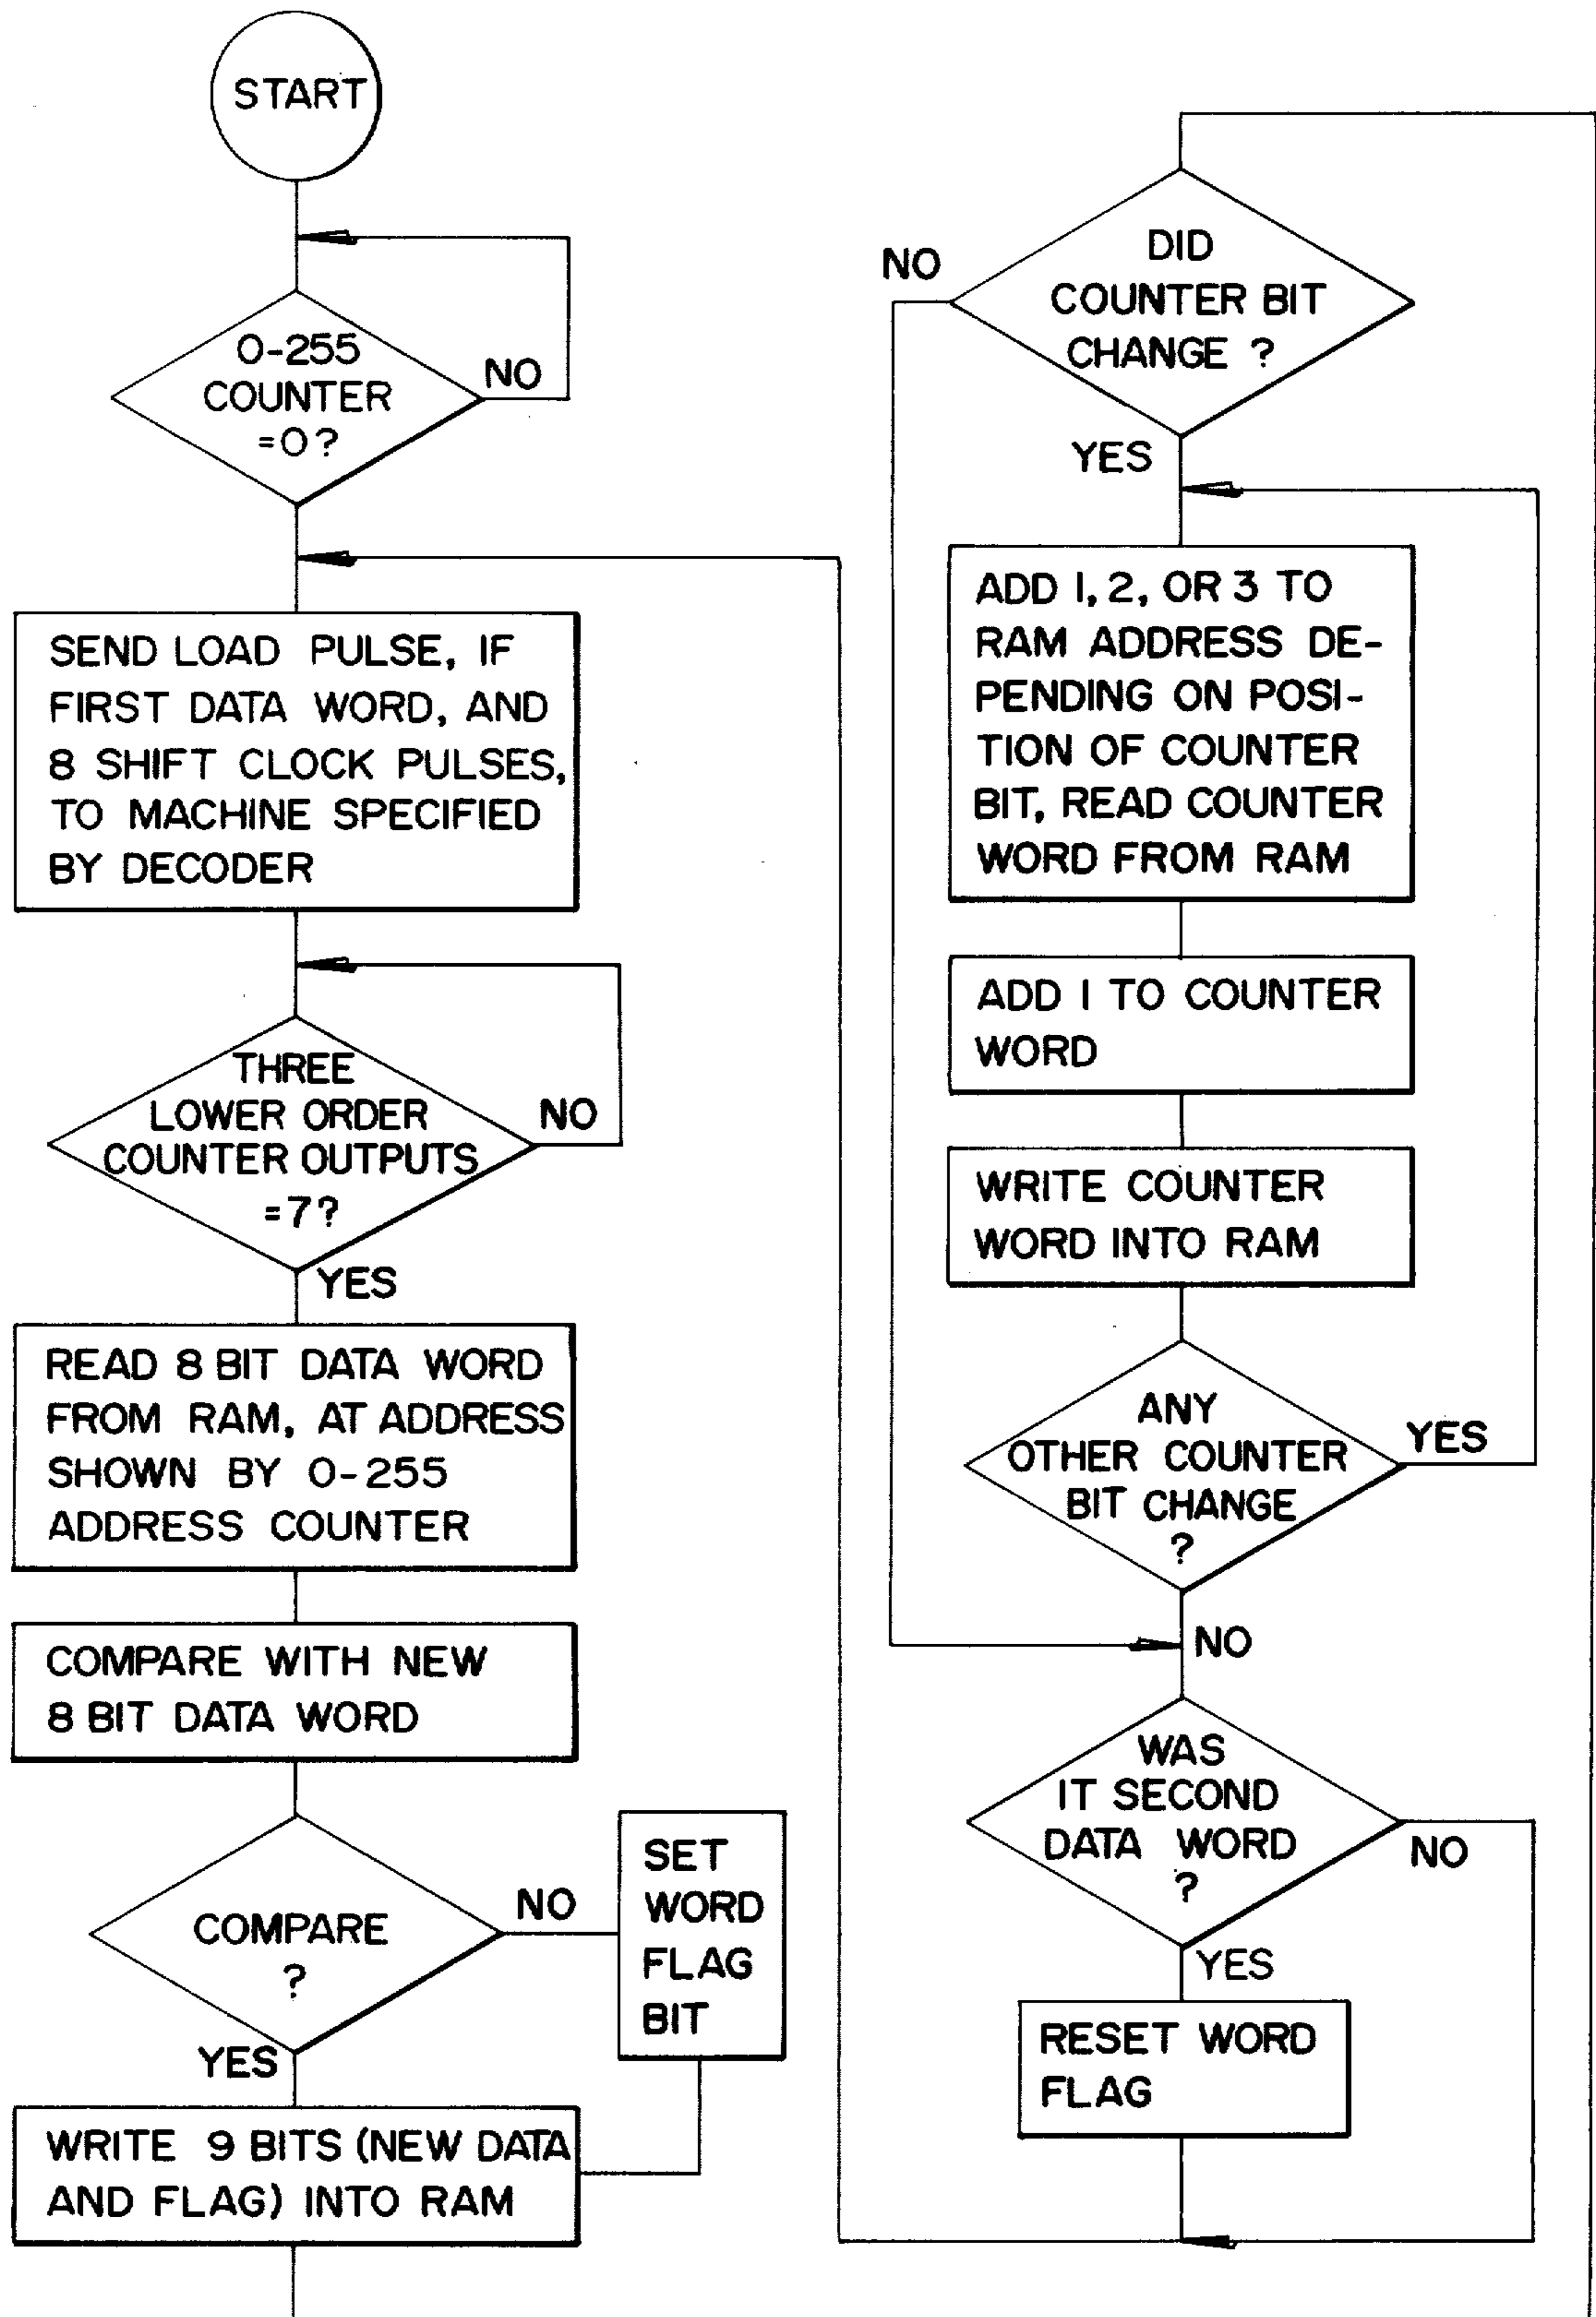 START
0-255
COUNTER
=0?
NO
SEND LOAD PULSE, IF
FIRST DATA WORD, AND
8 SHIFT CLOCK PULSES,
TO MACHINE SPECIFIED
BY DECODER
THREE
LOWER ORDER
COUNTER OUTPUTS
=7?
NO
YES
READ 8 BIT DATA WORD
FROM RAM, AT ADDRESS
SHOWN BY 0-255
ADDRESS COUNTER
COMPARE WITH NEW
8 BIT DATA WORD
COMPARE
?
NO
YES
SET
WORD
FLAG
BIT
WRITE 9 BITS (NEW DATA
AND FLAG) INTO RAM
DID
COUNTER BIT
CHANGE ?
NO
YES
ADD 1, 2, OR 3 TO
RAM ADDRESS DE-
PENDING ON POSI-
TION OF COUNTER
BIT, READ COUNTER
WORD FROM RAM
ADD 1 TO COUNTER
WORD
WRITE COUNTER
WORD INTO RAM
ANY
OTHER COUNTER
BIT CHANGE
?
YES
NO
WAS
IT SECOND
DATA WORD
?
NO
YES
RESET WORD
FLAG